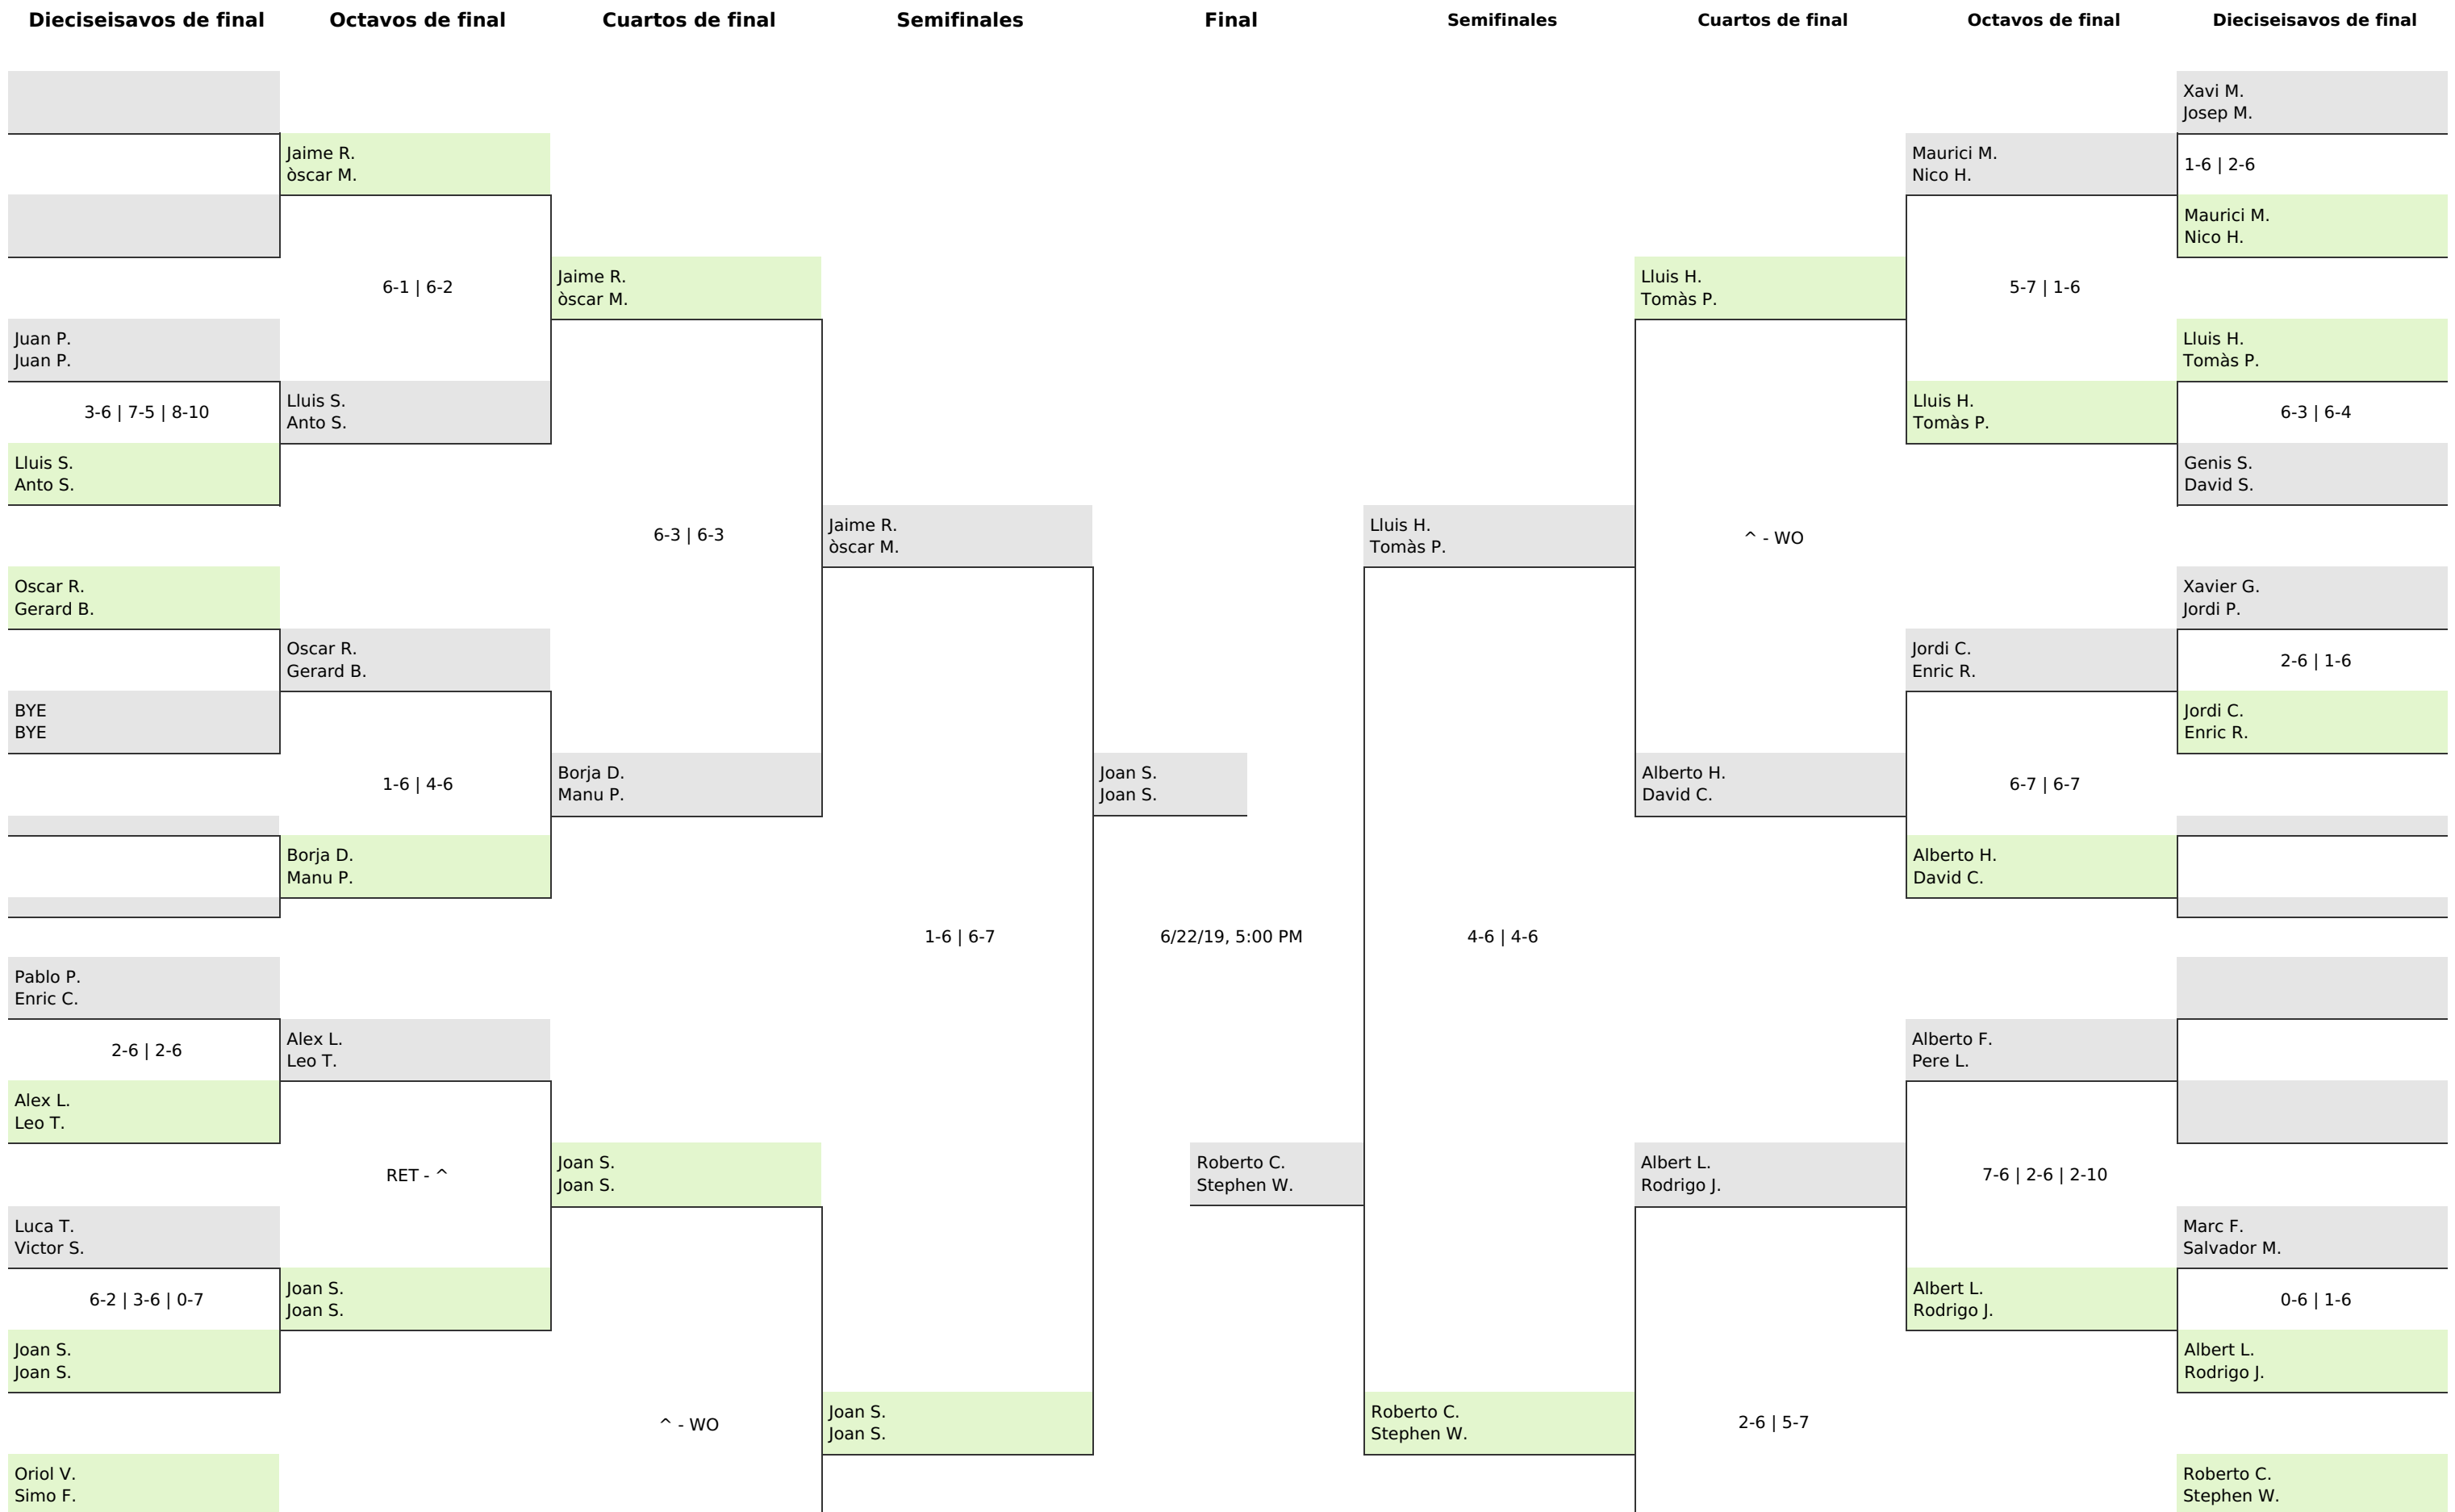 Dieciseisavos de final
Octavos de final
Cuartos de final
Semifinales
Final
Semifinales
Cuartos de final
Octavos de final
Dieciseisavos de final
Juan P.
Juan P.
3-6 | 7-5 | 8-10
Lluis S.
Anto S.
Oscar R.
Gerard B.
BYE
BYE
Pablo P.
Enric C.
2-6 | 2-6
Alex L.
Leo T.
Luca T.
Victor S.
6-2 | 3-6 | 0-7
Joan S.
Joan S.
Oriol V.
Simo F.
Jaime R.
òscar M.
6-1 | 6-2
Lluis S.
Anto S.
Oscar R.
Gerard B.
1-6 | 4-6
Borja D.
Manu P.
Alex L.
Leo T.
RET - ^
Joan S.
Joan S.
Jaime R.
òscar M.
6-3 | 6-3
Borja D.
Manu P.
Joan S.
Joan S.
^ - WO
Jaime R.
òscar M.
1-6 | 6-7
Joan S.
Joan S.
Joan S.
Joan S.
6/22/19, 5:00 PM
Roberto C.
Stephen W.
Lluis H.
Tomàs P.
4-6 | 4-6
Roberto C.
Stephen W.
Lluis H.
Tomàs P.
^ - WO
Alberto H.
David C.
Albert L.
Rodrigo J.
2-6 | 5-7
Maurici M.
Nico H.
5-7 | 1-6
Lluis H.
Tomàs P.
Jordi C.
Enric R.
6-7 | 6-7
Alberto H.
David C.
Alberto F.
Pere L.
7-6 | 2-6 | 2-10
Albert L.
Rodrigo J.
Xavi M.
Josep M.
1-6 | 2-6
Maurici M.
Nico H.
Lluis H.
Tomàs P.
6-3 | 6-4
Genis S.
David S.
Xavier G.
Jordi P.
2-6 | 1-6
Jordi C.
Enric R.
Marc F.
Salvador M.
0-6 | 1-6
Albert L.
Rodrigo J.
Roberto C.
Stephen W.